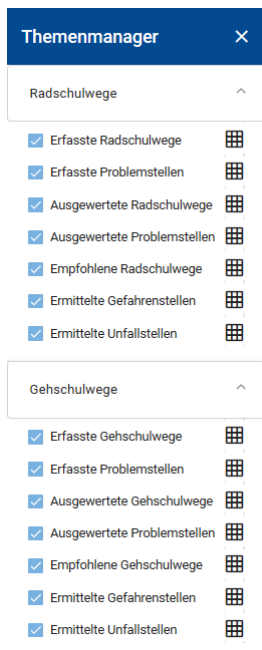 Themenmanager
Radschulwege
Erfasste Radschulwege
Erfasste Problemstellen
Ausgewertete Radschulwege
Ausgewertete Problemstellen
Empfohlene Radschulwege
Ermittelte Gefahrenstellen
Ermittelte Unfallstellen
Gehschulwege
Erfasste Gehschulwege
Erfasste Problemstellen
Ausgewertete Gehschulwege
Ausgewertete Problemstellen
Empfohlene Gehschulwege
Ermittelte Gefahrenstellen
Ermittelte Unfallstellen